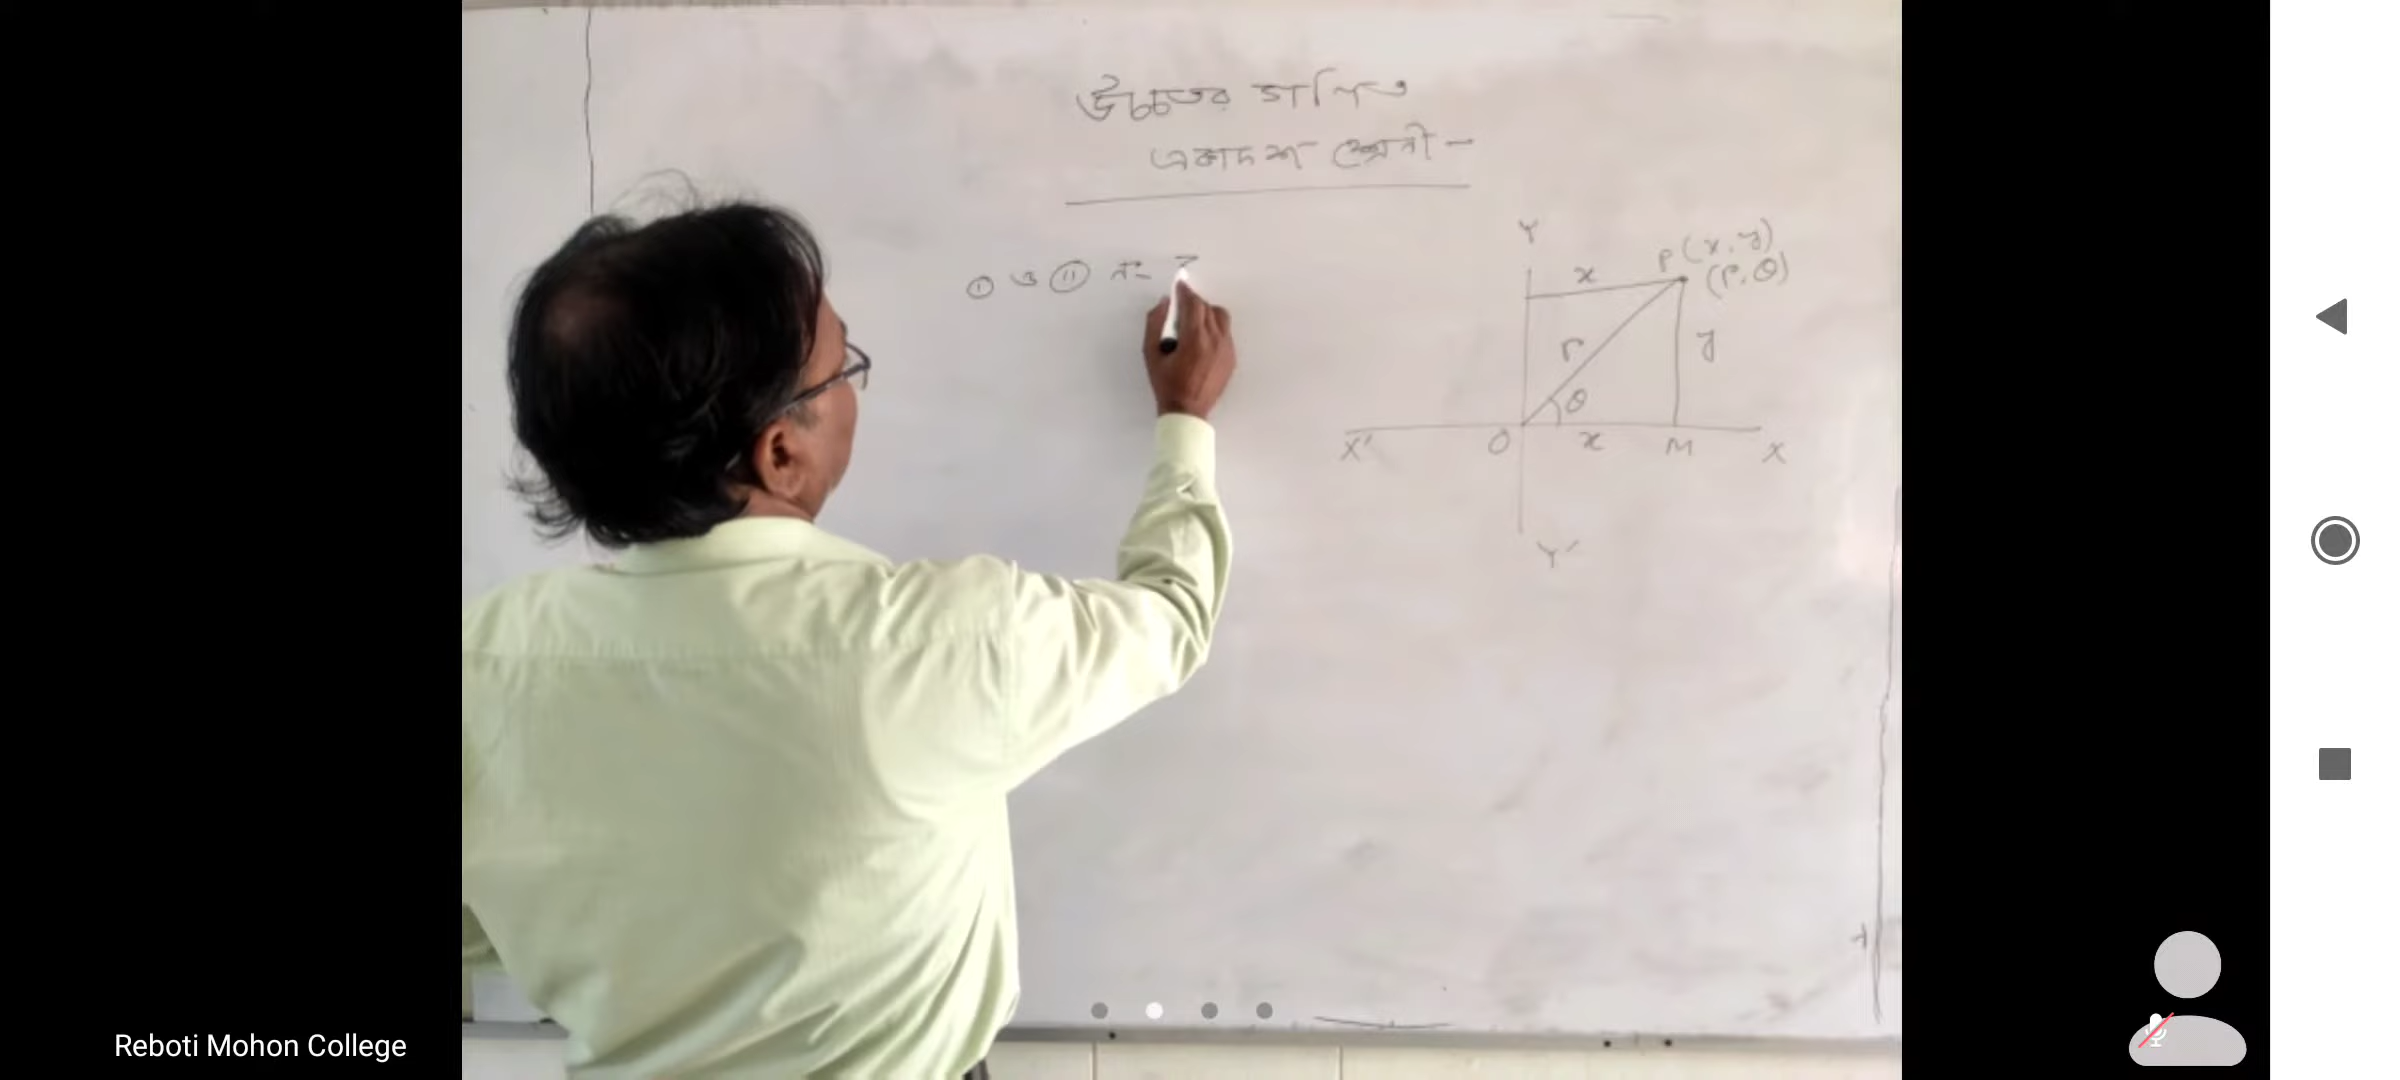 উচ্চতর গণিত
একাদশ শ্রেনী -
① ও ⑪ নং
Y
P (x, y)
(r, θ)
x
r
y
θ
X' O x M X
Y'
Reboti Mohon College